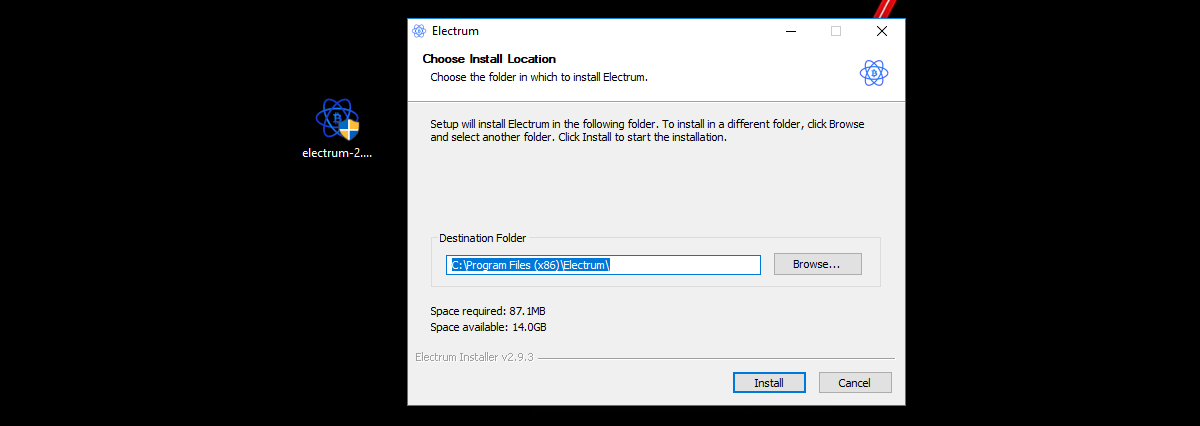 Electrum
Choose Install Location
Choose the folder in which to install Electrum.
Setup will install Electrum in the following folder. To install in a different folder, click Browse
and select another folder. Click Install to start the installation.
electrum-2....
Destination Folder
C:\Program Files (x86)\Electrum\
Browse...
Space required: 87.1MB
Space available: 14.0GB
Electrum Installer v2.9.3
Install
Cancel